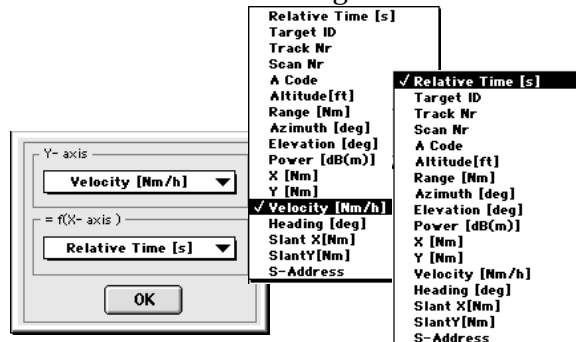 Y- axis
Velocity [Nm/h]
= f(X- axis )
Relative Time [s]
OK
Relative Time [s]
Target ID
Track Nr
Scan Nr
A Code
Altitude[ft]
Range [Nm]
Azimuth [deg]
Elevation [deg]
Power [dB(m)]
X [Nm]
Y [Nm]
✓ Velocity [Nm/h]
Heading [deg]
Slant X[Nm]
SlantY[Nm]
S-Address
✓ Relative Time [s]
Target ID
Track Nr
Scan Nr
A Code
Altitude[ft]
Range [Nm]
Azimuth [deg]
Elevation [deg]
Power [dB(m)]
X [Nm]
Y [Nm]
Velocity [Nm/h]
Heading [deg]
Slant X[Nm]
SlantY[Nm]
S-Address